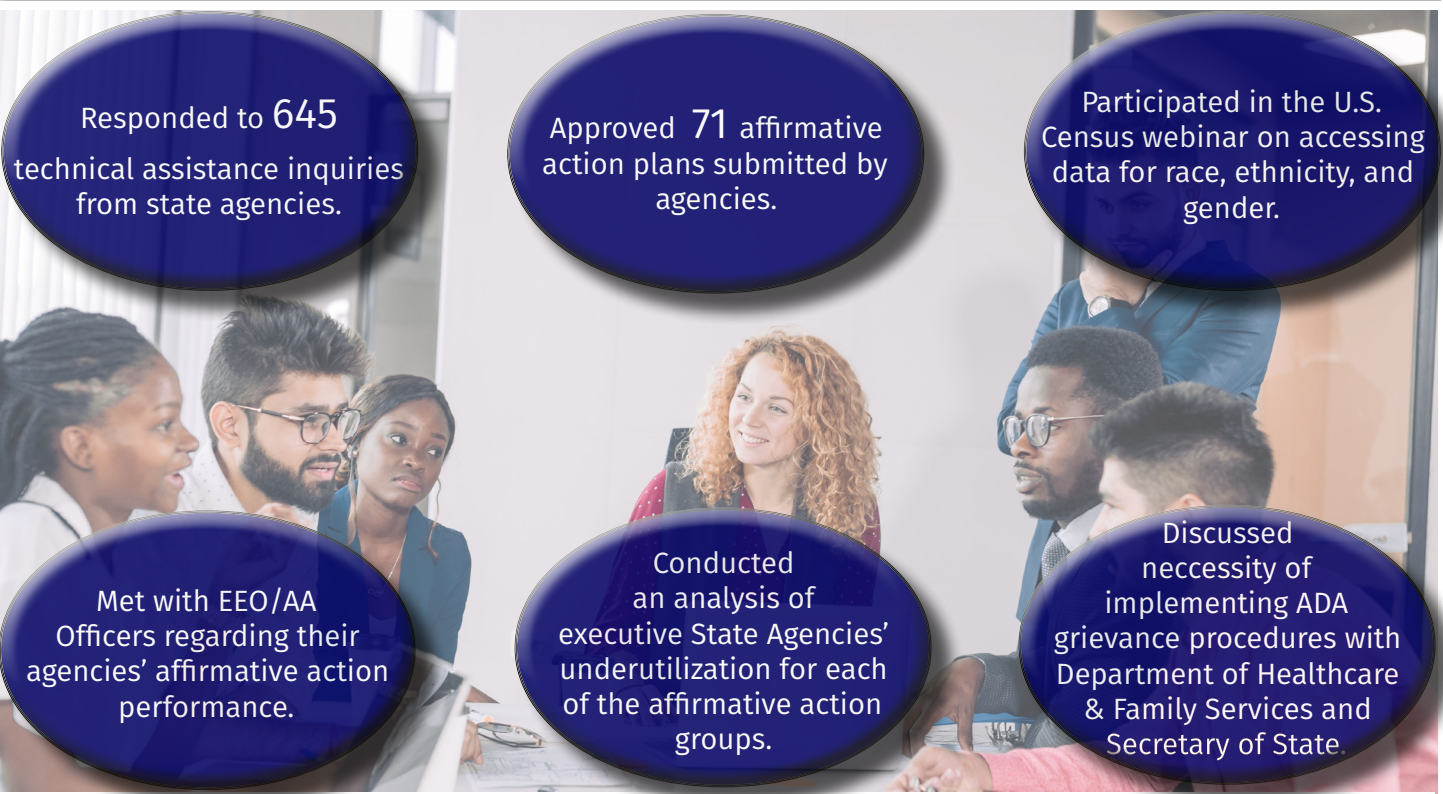 Responded to 645
technical assistance inquiries
from state agencies.
Approved 71 affirmative
action plans submitted by
agencies.
Participated in the U.S.
Census webinar on accessing
data for race, ethnicity, and
gender.
Met with EEO/AA
Officers regarding their
agencies’ affirmative action
performance.
Conducted
an analysis of
executive State Agencies’
underutilization for each
of the affirmative action
groups.
Discussed
neccessity of
implementing ADA
grievance procedures with
Department of Healthcare
& Family Services and
Secretary of State.